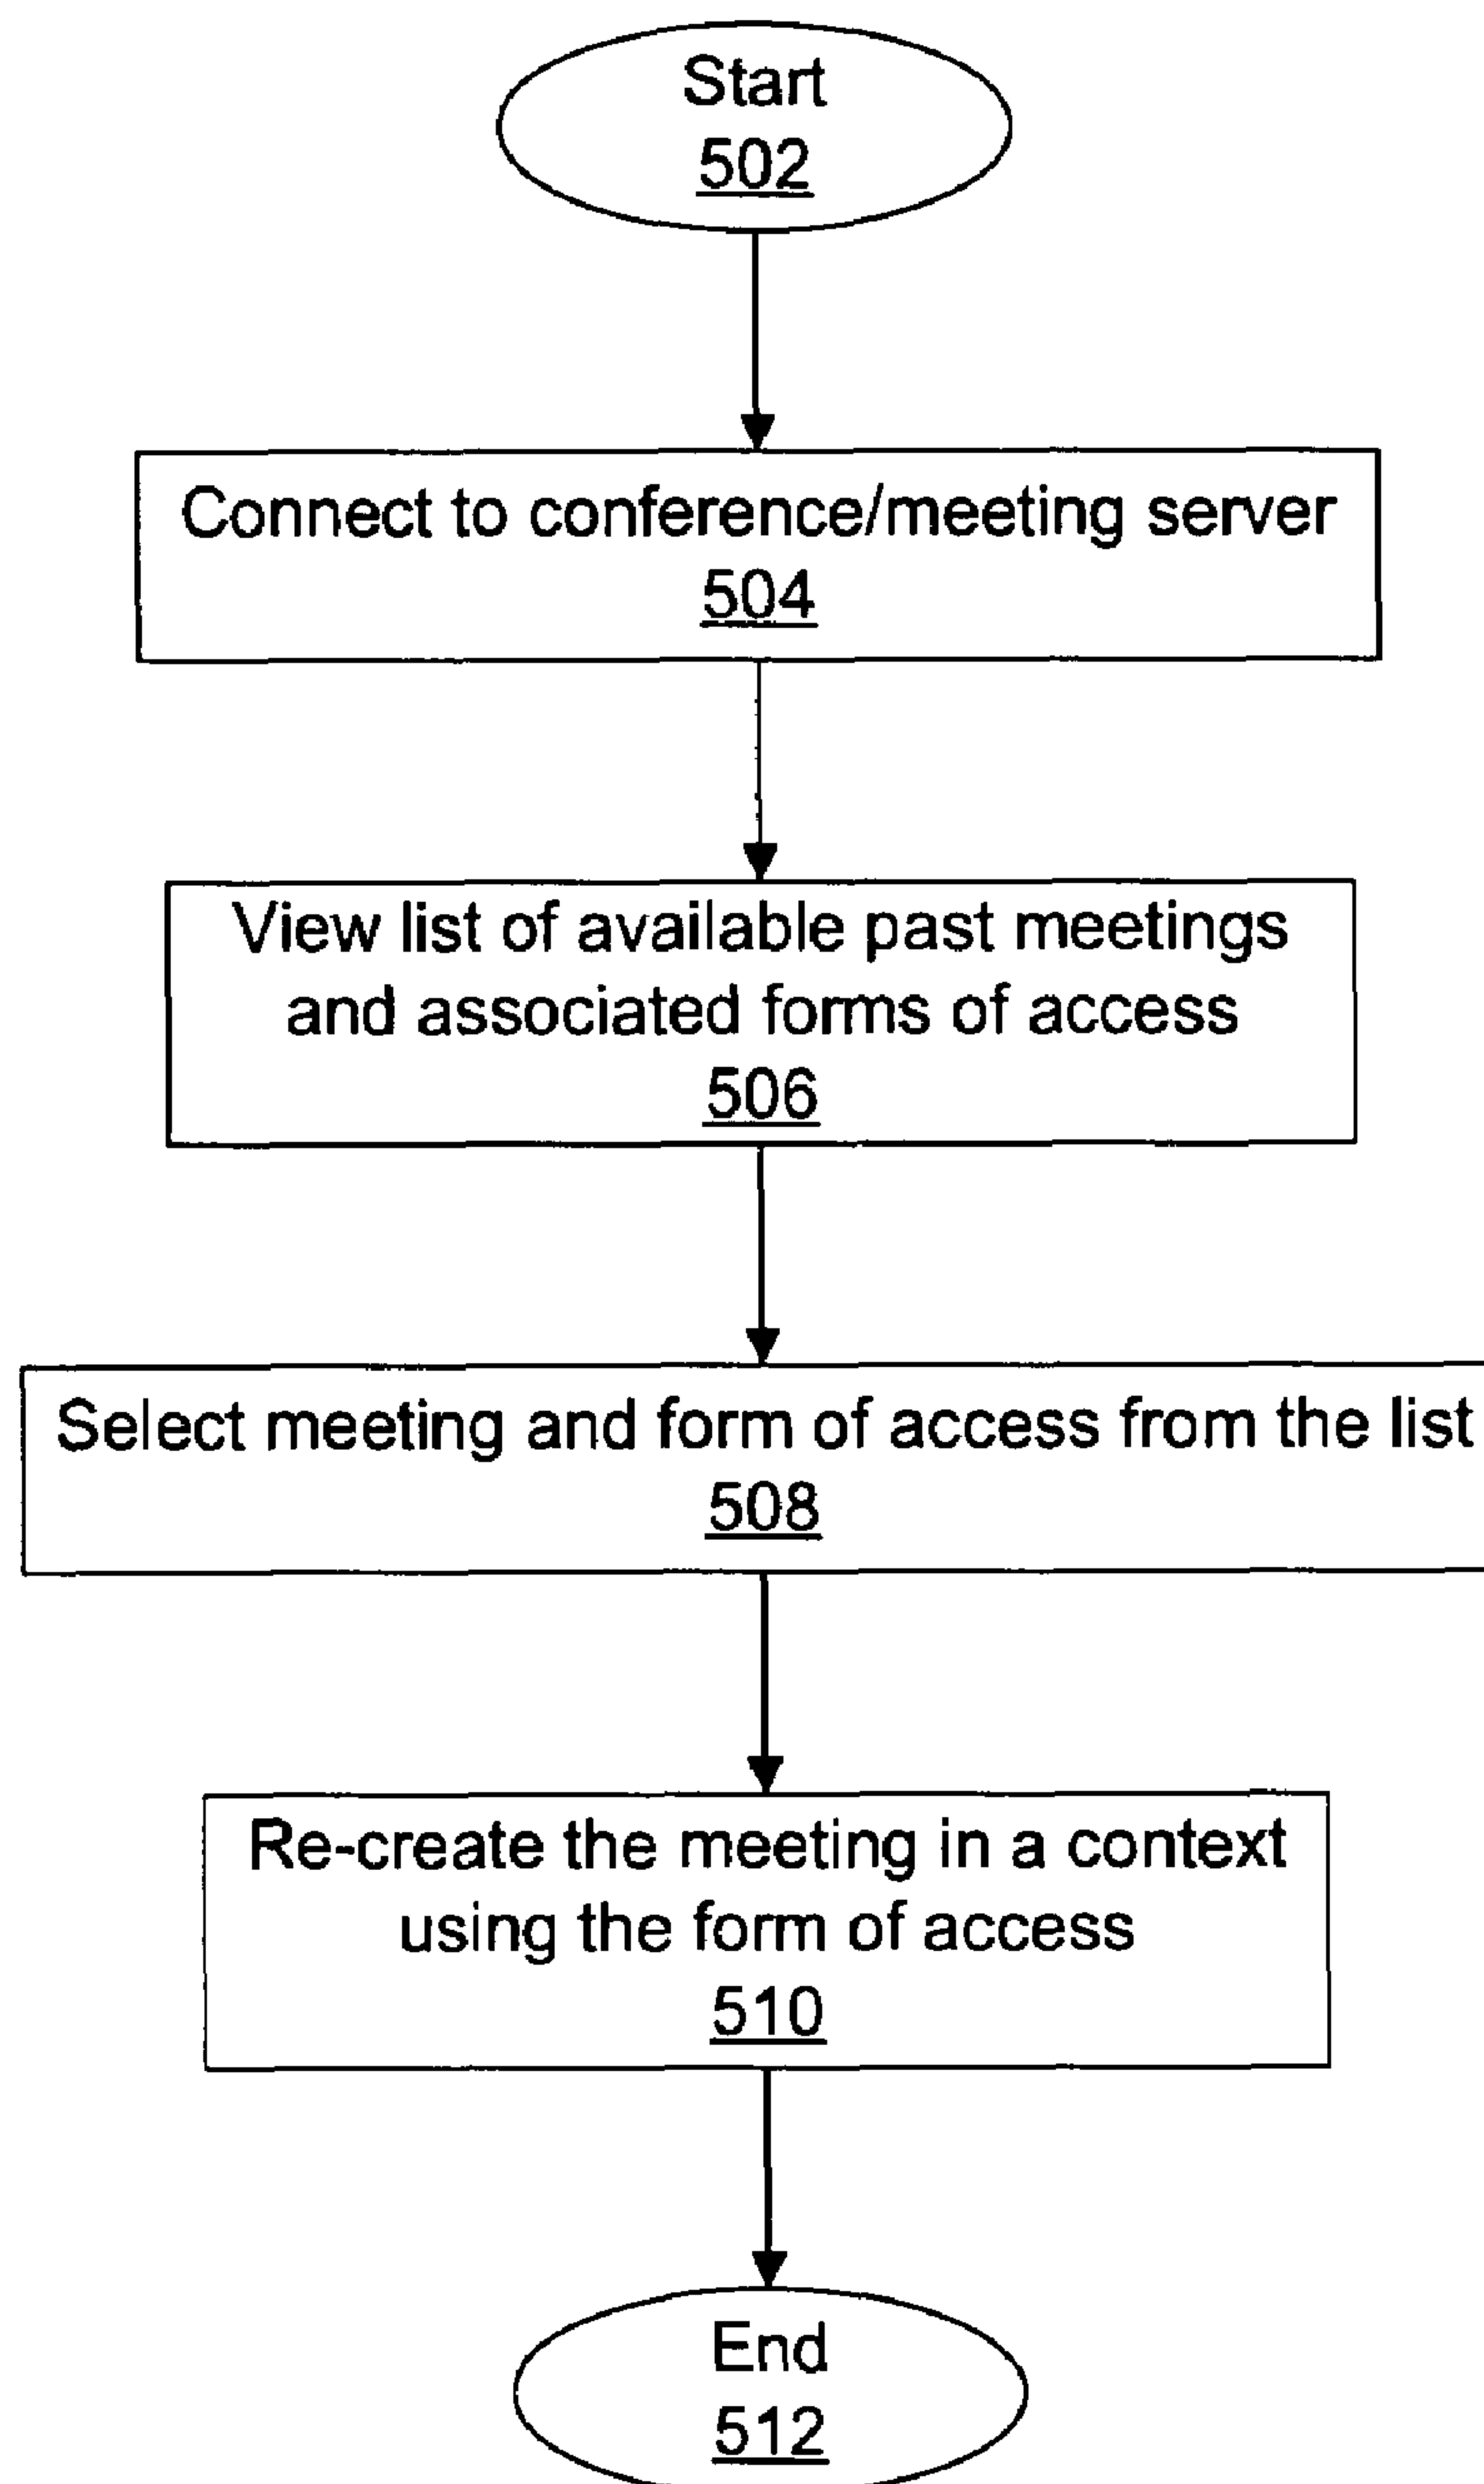 Start
502
Connect to conference/meeting server
504
View list of available past meetings
and associated forms of access
506
Select meeting and form of access from the list
508
Re-create the meeting in a context
using the form of access
510
End
512